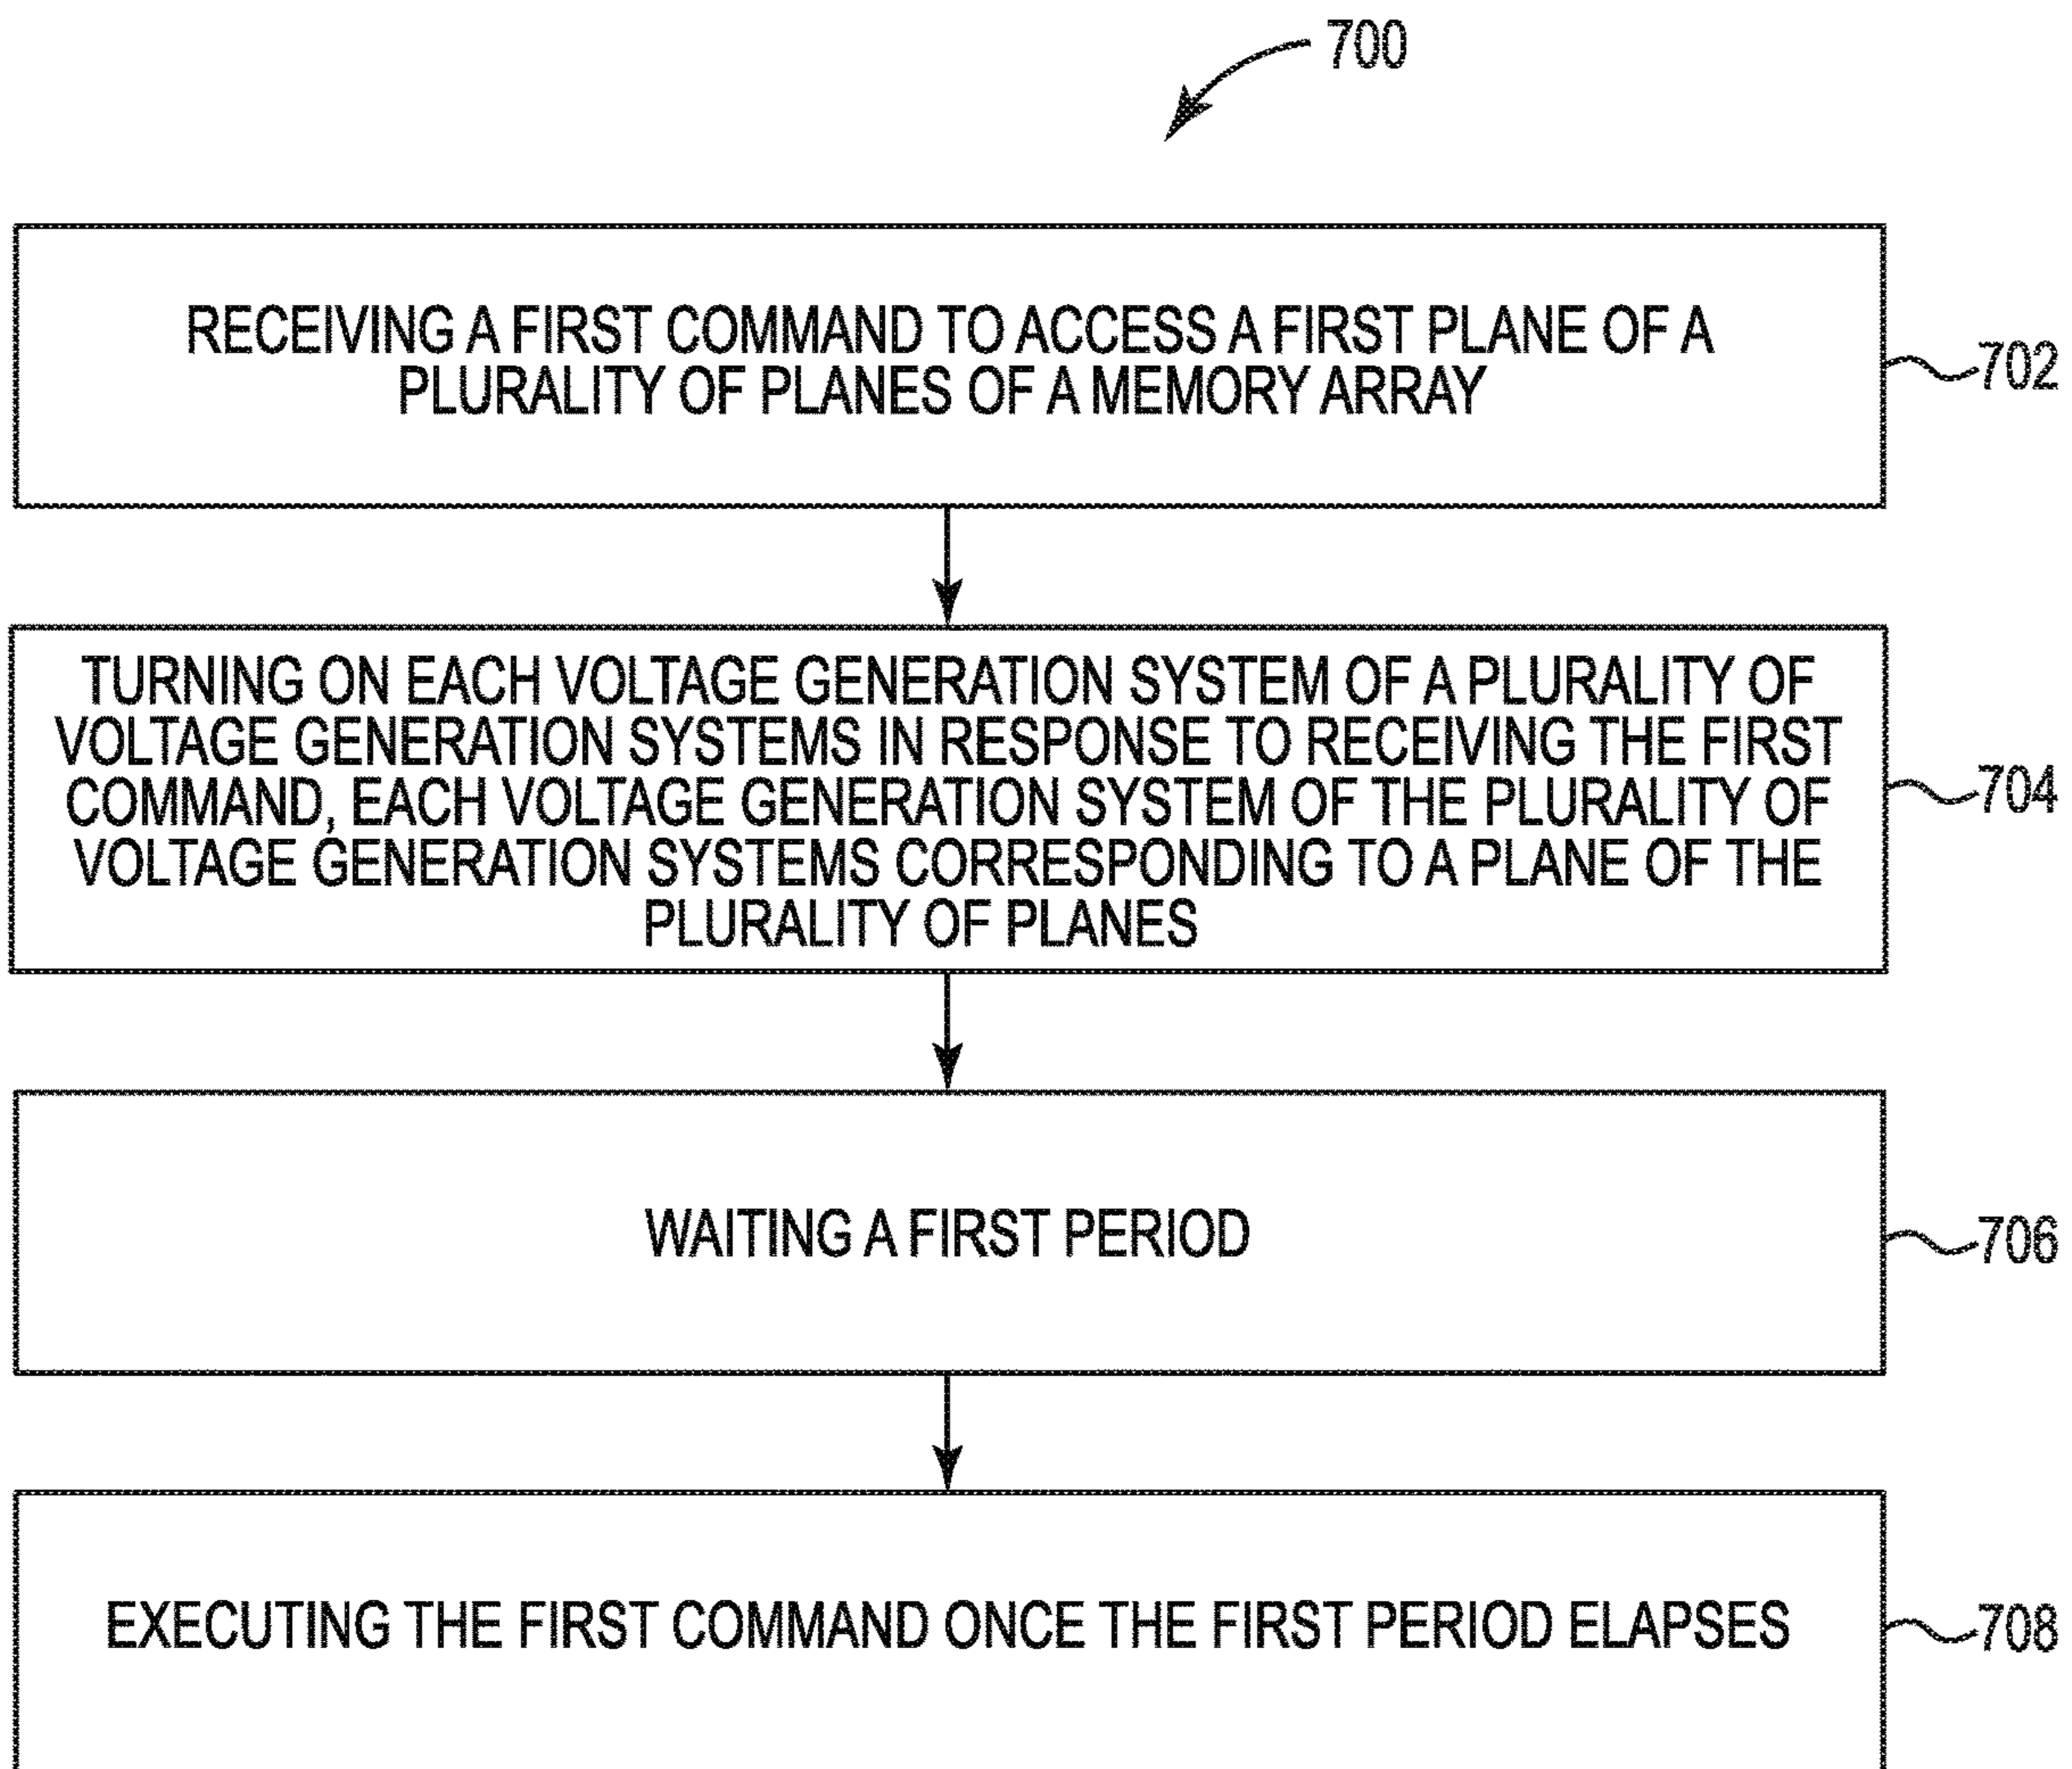 700
RECEIVING A FIRST COMMAND TO ACCESS A FIRST PLANE OF A
PLURALITY OF PLANES OF A MEMORY ARRAY
702
TURNING ON EACH VOLTAGE GENERATION SYSTEM OF A PLURALITY OF
VOLTAGE GENERATION SYSTEMS IN RESPONSE TO RECEIVING THE FIRST
COMMAND, EACH VOLTAGE GENERATION SYSTEM OF THE PLURALITY OF
VOLTAGE GENERATION SYSTEMS CORRESPONDING TO A PLANE OF THE
PLURALITY OF PLANES
704
WAITING A FIRST PERIOD
706
EXECUTING THE FIRST COMMAND ONCE THE FIRST PERIOD ELAPSES
708